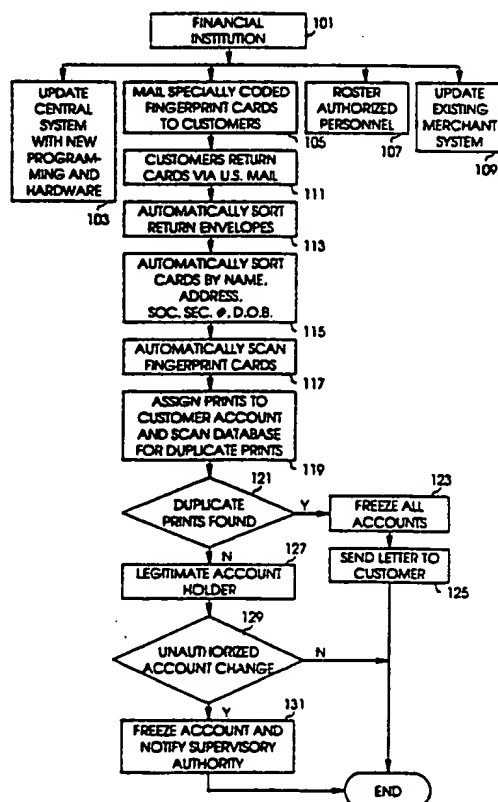 FINANCIAL
INSTITUTION
101
UPDATE
CENTRAL
SYSTEM
WITH NEW
PROGRAM-
MING AND
HARDWARE
103
MAIL SPECIALLY CODED
FINGERPRINT CARDS
TO CUSTOMERS
105
ROSTER
AUTHORIZED
PERSONNEL
107
UPDATE
EXISTING
MERCHANT
SYSTEM
109
CUSTOMERS RETURN
CARDS VIA U.S. MAIL
111
AUTOMATICALLY SORT
RETURN ENVELOPES
113
AUTOMATICALLY SORT
CARDS BY NAME,
ADDRESS,
SOC. SEC. #, D.O.B.
115
AUTOMATICALLY SCAN
FINGERPRINT CARDS
117
ASSIGN PRINTS TO
CUSTOMER ACCOUNT
AND SCAN DATABASE
FOR DUPLICATE PRINTS
119
121
DUPLICATE
PRINTS FOUND
Y
N
123
FREEZE ALL
ACCOUNTS
SEND LETTER TO
CUSTOMER
125
127
LEGITIMATE ACCOUNT
HOLDER
129
UNAUTHORIZED
ACCOUNT CHANGE
N
Y
131
FREEZE ACCOUNT AND
NOTIFY SUPERVISORY
AUTHORITY
END